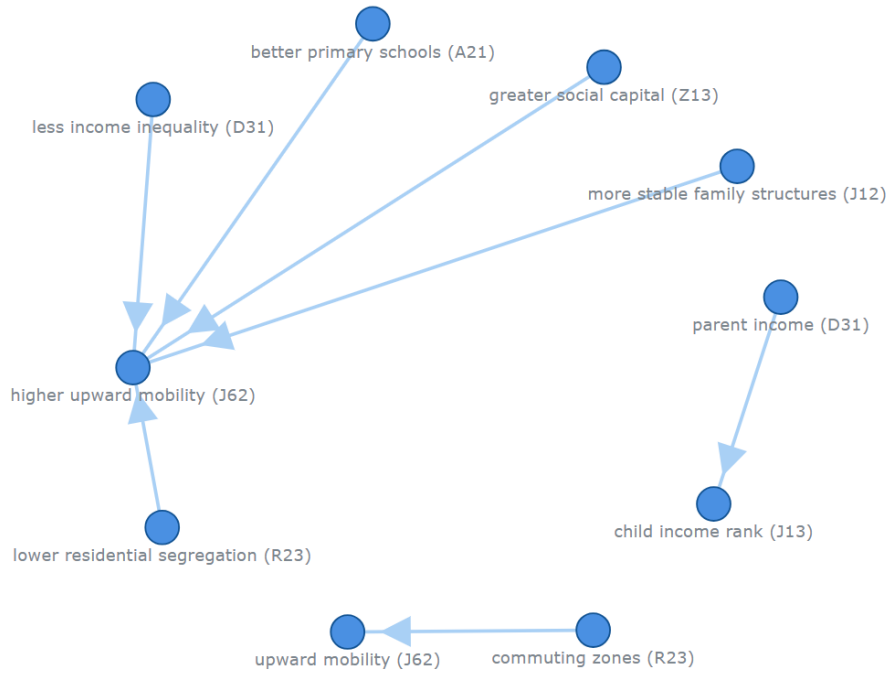 better primary schools (A21)
greater social capital (Z13)
less income inequality (D31)
more stable family structures (J12)
parent income (D31)
higher upward mobility (J62)
child income rank (J13)
lower residential segregation (R23)
upward mobility (J62)
commuting zones (R23)